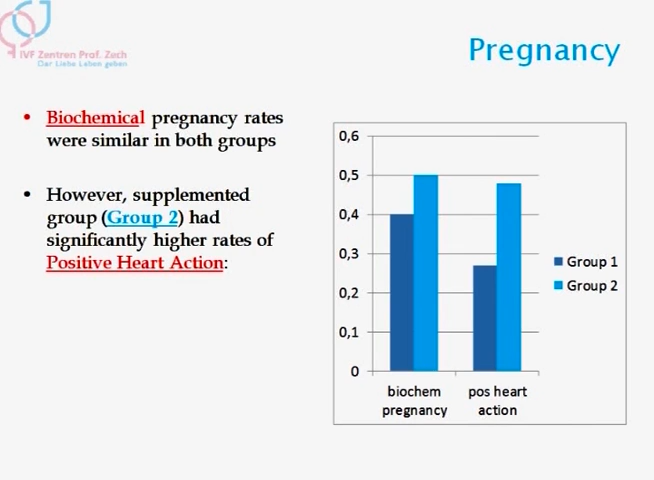 IVF Zentren Prof. Zech
Der Liebe Leben geben
Pregnancy
• Biochemical pregnancy rates
were similar in both groups
• However, supplemented
group (Group 2) had
significantly higher rates of
Positive Heart Action:
0,6
0,5
0,4
0,3
0,2
0,1
0
biochem
pregnancy
pos heart
action
Group 1
Group 2